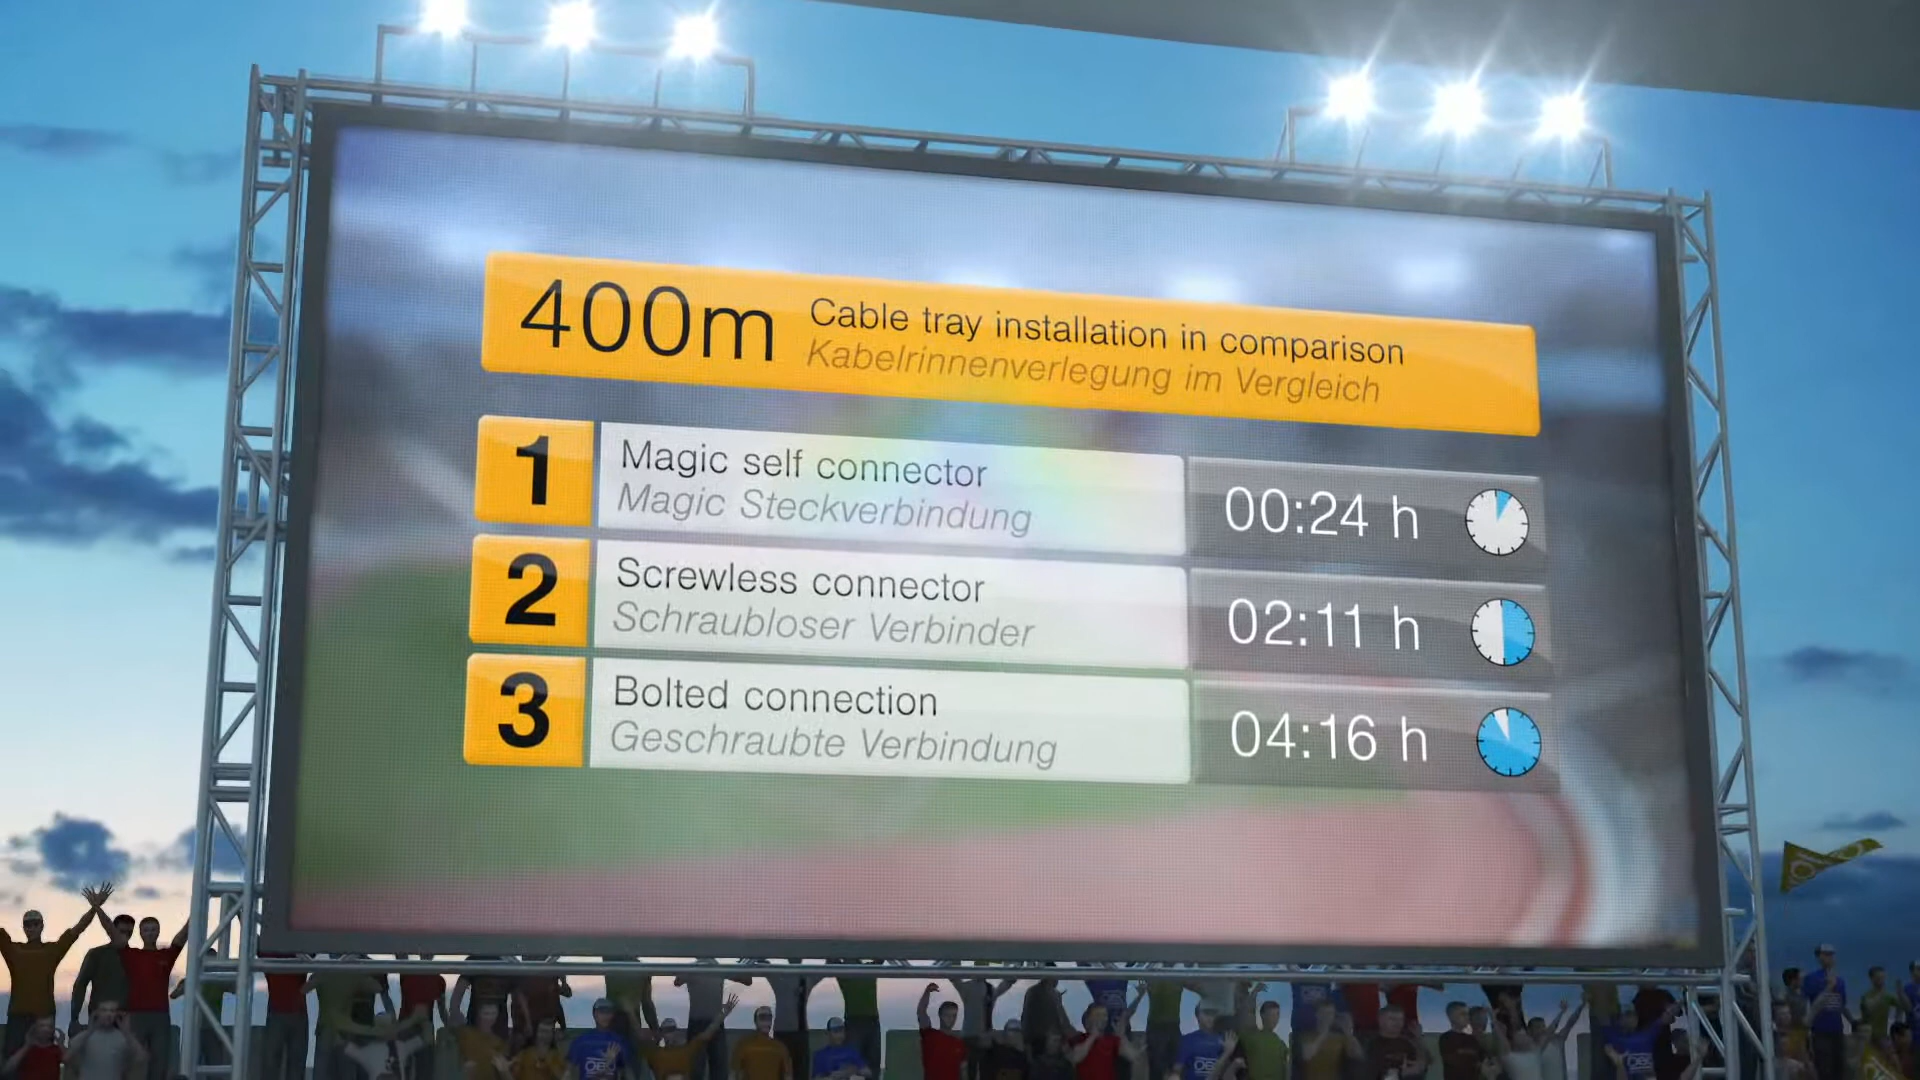 400m
Cable tray installation in comparison
Kabelrinnenverlegung im Vergleich
1
Magic self connector
Magic Steckverbindung
00:24 h
2
Screwless connector
Schraubloser Verbinder
02:11 h
3
Bolted connection
Geschraubte Verbindung
04:16 h